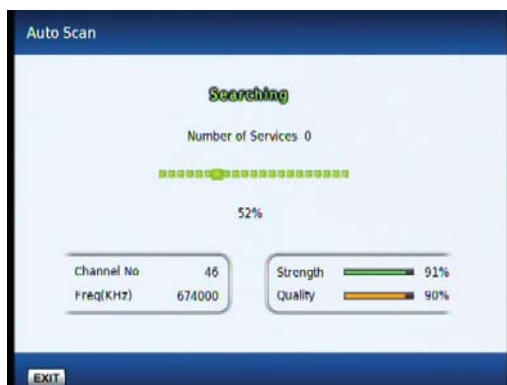 Auto Scan
Searching
Number of Services 0
52%
Channel No 46
Freq(KHz) 674000
Strength 91%
Quality 90%
EXIT